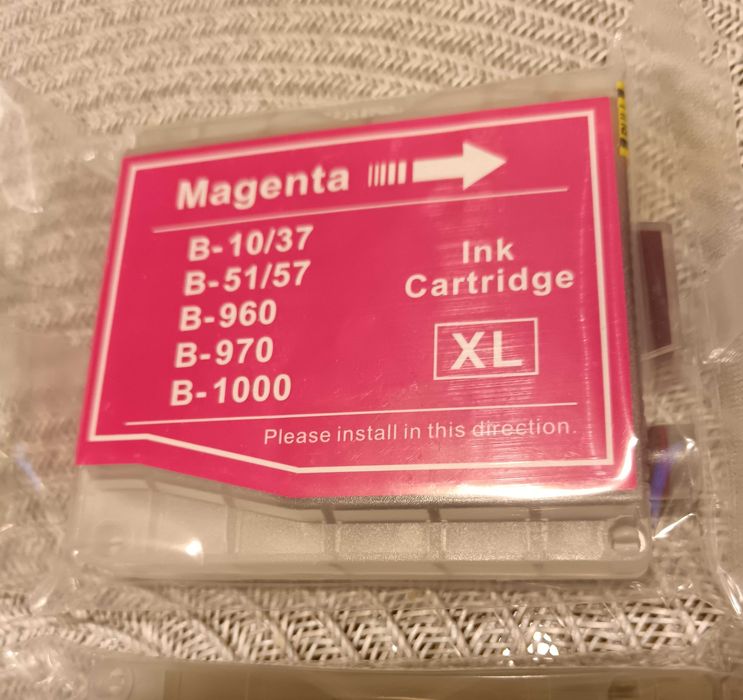 Magenta
B-10/37
B-51/57
B-960
B-970
B-1000
Ink
Cartridge
XL
Please install in this direction.